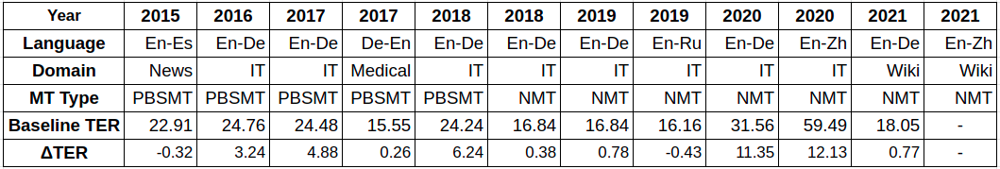 Year 2015 2016 2017 2017 2018 2018 2019 2019 2020 2020 2021 2021
Language En-Es En-De En-De De-En En-De En-De En-De En-Ru En-De En-Zh En-De En-Zh
Domain News IT IT Medical IT IT IT IT IT IT Wiki Wiki
MT Type PBSMT PBSMT PBSMT PBSMT PBSMT NMT NMT NMT NMT NMT NMT NMT
Baseline TER 22.91 24.76 24.48 15.55 24.24 16.84 16.84 16.16 31.56 59.49 18.05 -
ΔTER -0.32 3.24 4.88 0.26 6.24 0.38 0.78 -0.43 11.35 12.13 0.77 -